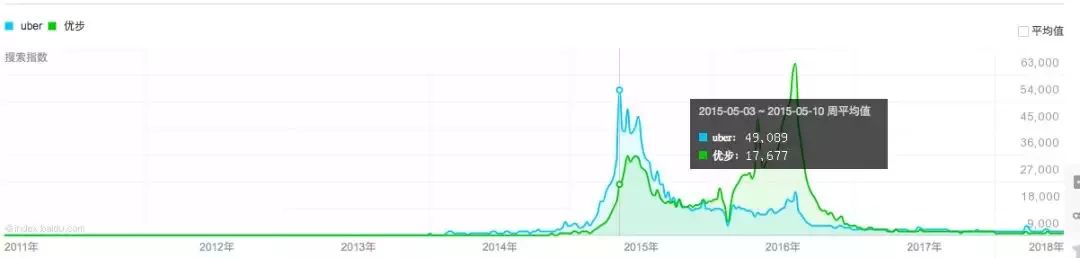 uber 优步
平均值
搜索指数
63,000
54,000
45,000
36,000
27,000
18,000
9,000
2015-05-03 ~ 2015-05-10 周平均值
uber: 49,089
优步: 17,677
©index.baidu.com
2011年 2012年 2013年 2014年 2015年 2016年 2017年 2018年